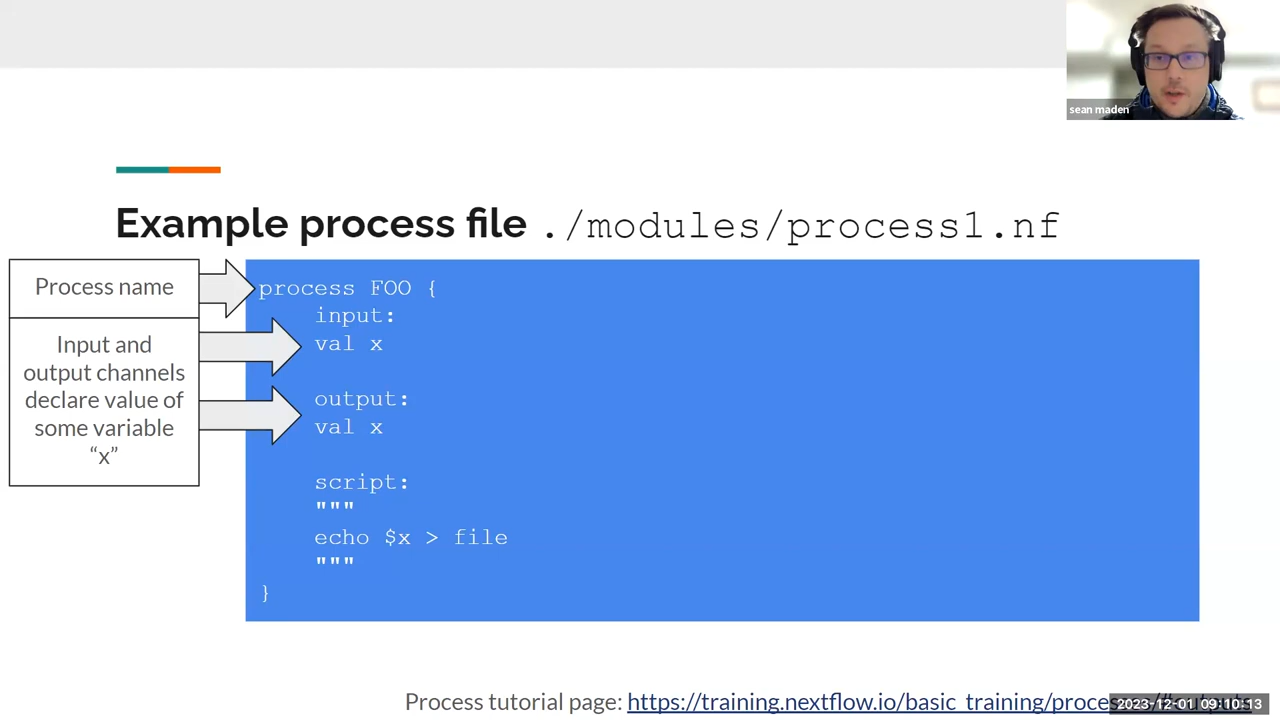 sean maden
Example process file ./modules/process1.nf
Process name
Input and
output channels
declare value of
some variable
“x”
process FOO {
input:
val x
output:
val x
script:
"""
echo $x > file
"""
}
Process tutorial page: https://training.nextflow.io/basic_training/processes/#outputs
2023-12-01 09:10:13